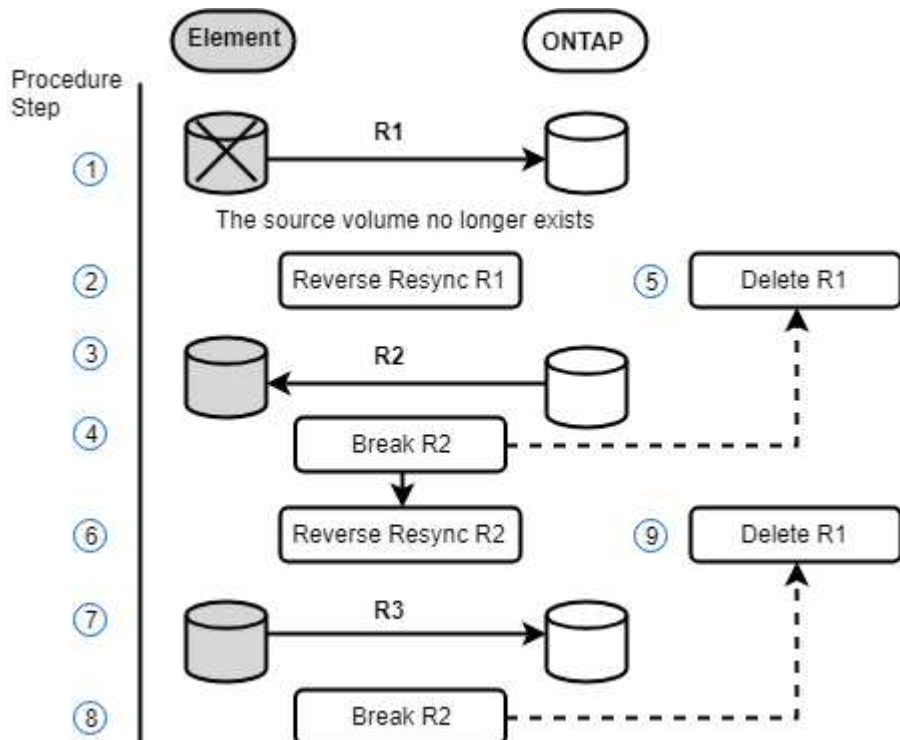 Element
ONTAP
Procedure
Step
R1
1
The source volume no longer exists
2
Reverse Resync R1
5
Delete R1
3
R2
4
Break R2
6
Reverse Resync R2
9
Delete R1
7
R3
8
Break R2